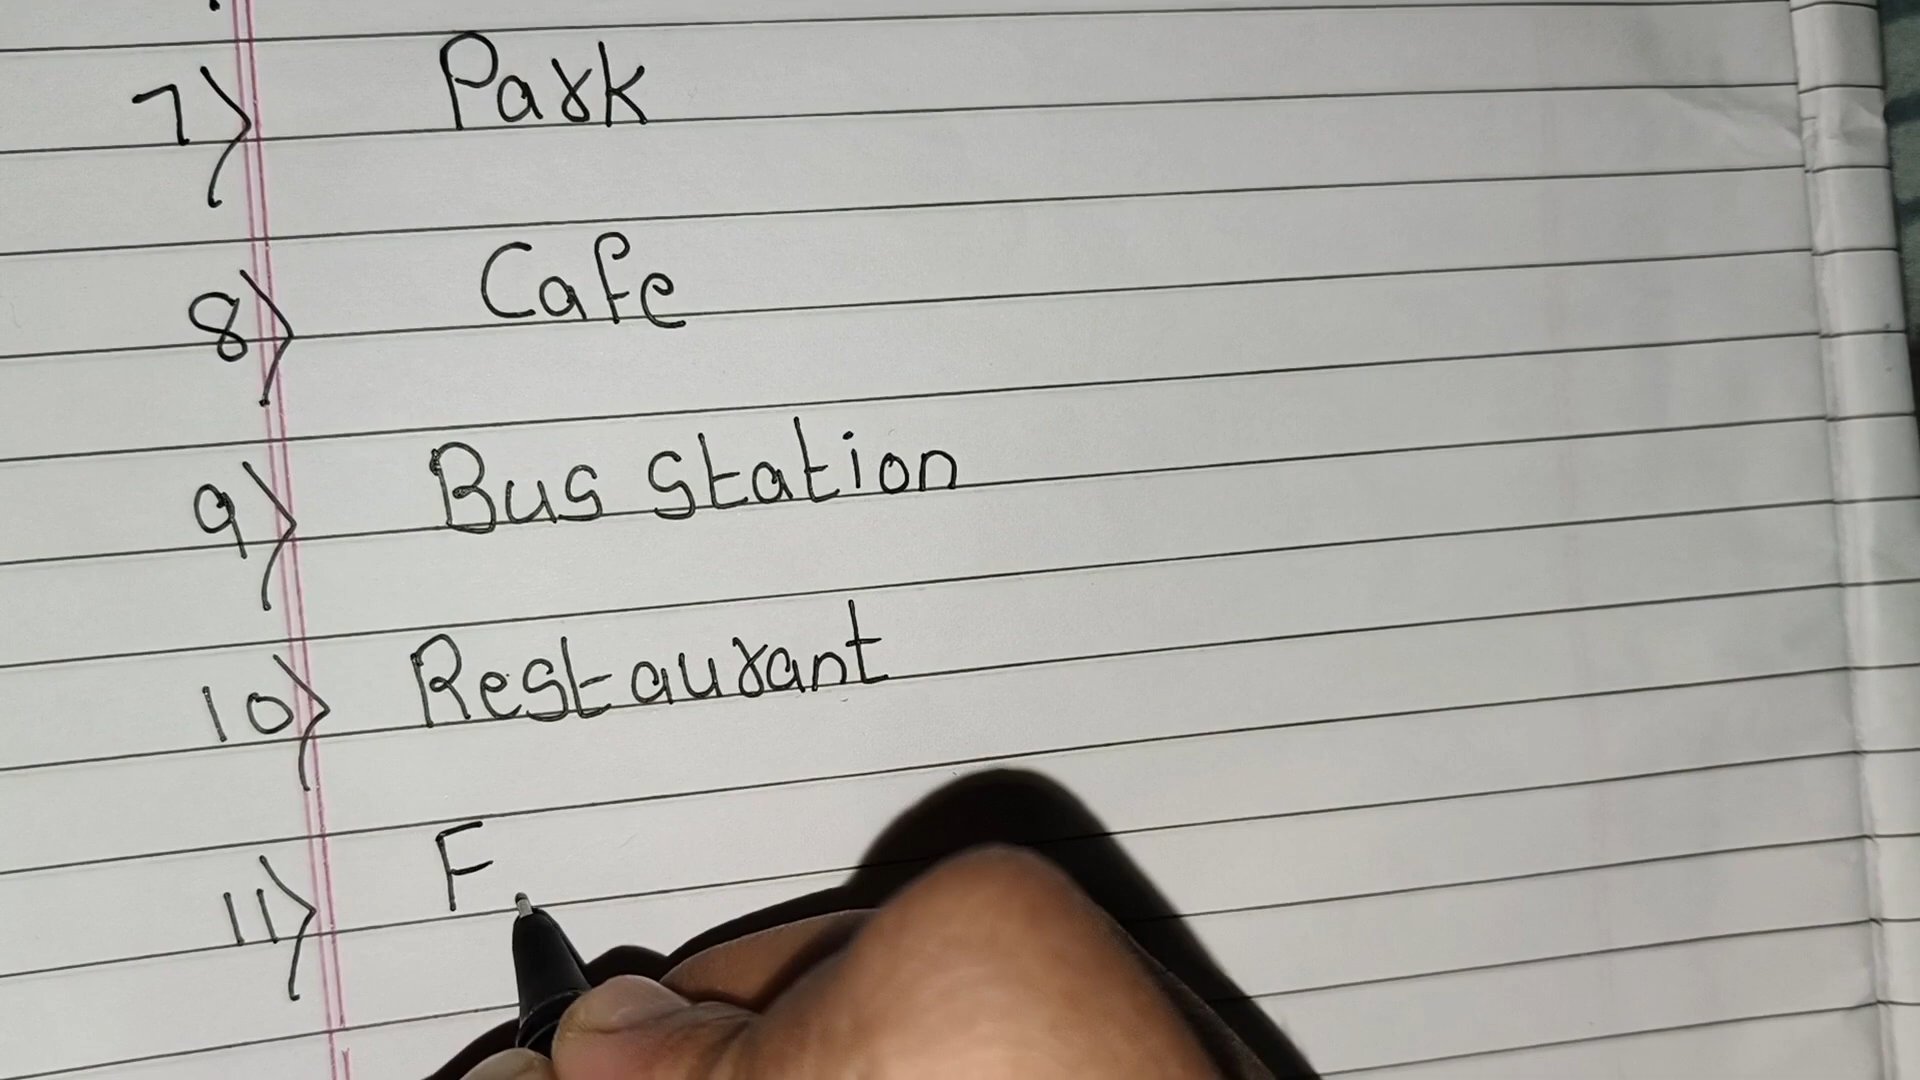 7) Park
8) Cafe
9) Bus station
10) Restaurant
11) F